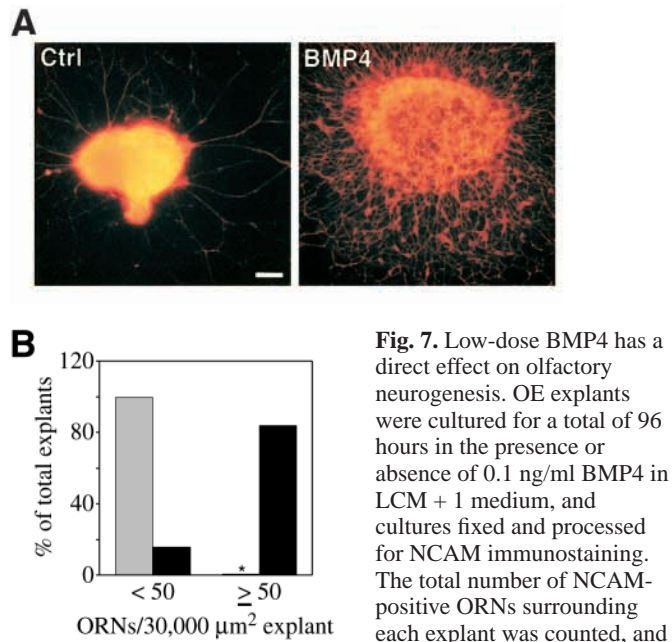 A
Ctrl
BMP4
B
120
80
40
0
% of total explants
*
< 50
≥ 50
ORNs/30,000 μm² explant
Fig. 7. Low-dose BMP4 has a
direct effect on olfactory
neurogenesis. OE explants
were cultured for a total of 96
hours in the presence or
absence of 0.1 ng/ml BMP4 in
LCM + 1 medium, and
cultures fixed and processed
for NCAM immunostaining.
The total number of NCAM-
positive ORNs surrounding
each explant was counted, and